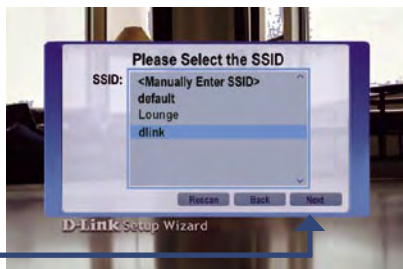 Please Select the SSID
SSID:
<Manually Enter SSID>
default
Lounge
dlink
Rescan Back Next
D-Link Setup Wizard